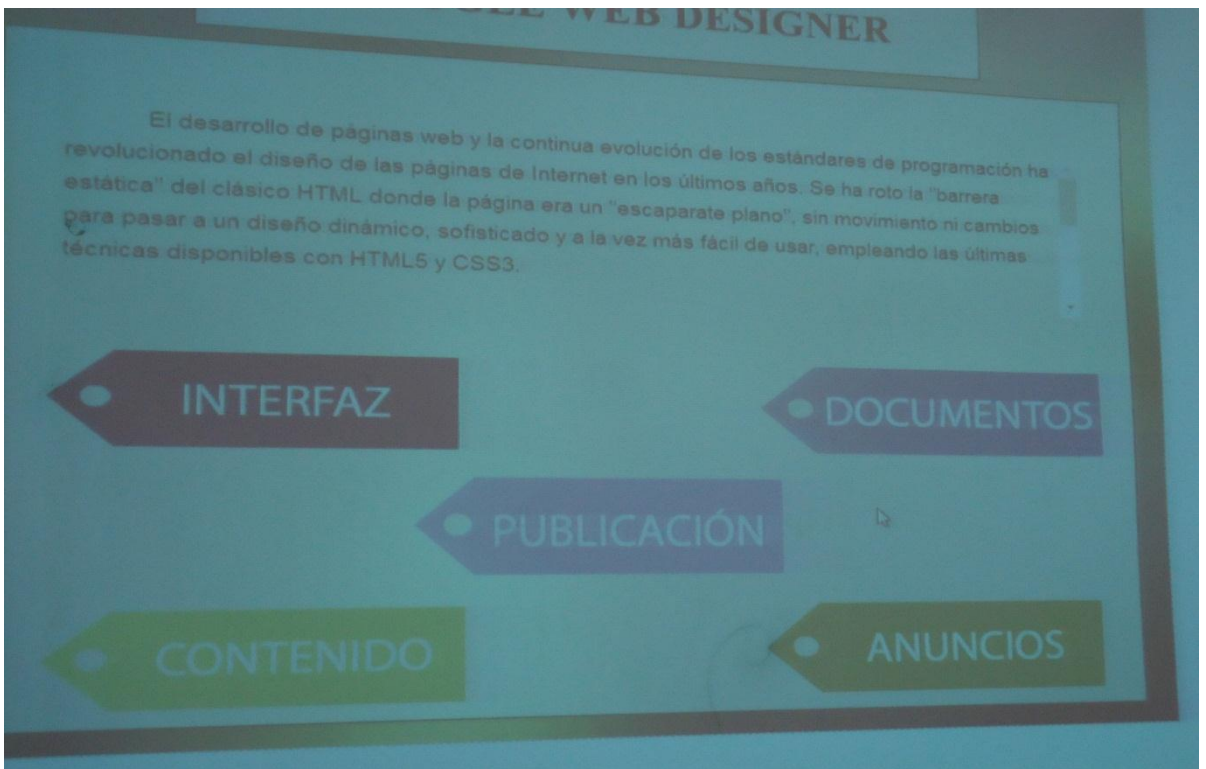 WEB DESIGNER
El desarrollo de páginas web y la continua evolución de los estándares de programación ha
revolucionado el diseño de las páginas de Internet en los últimos años. Se ha roto la "barrera
estática" del clásico HTML donde la página era un "escaparate plano", sin movimiento ni cambios
para pasar a un diseño dinámico, sofisticado y a la vez más fácil de usar, empleando las últimas
técnicas disponibles con HTML5 y CSS3.
INTERFAZ
DOCUMENTOS
PUBLICACIÓN
CONTENIDO
ANUNCIOS